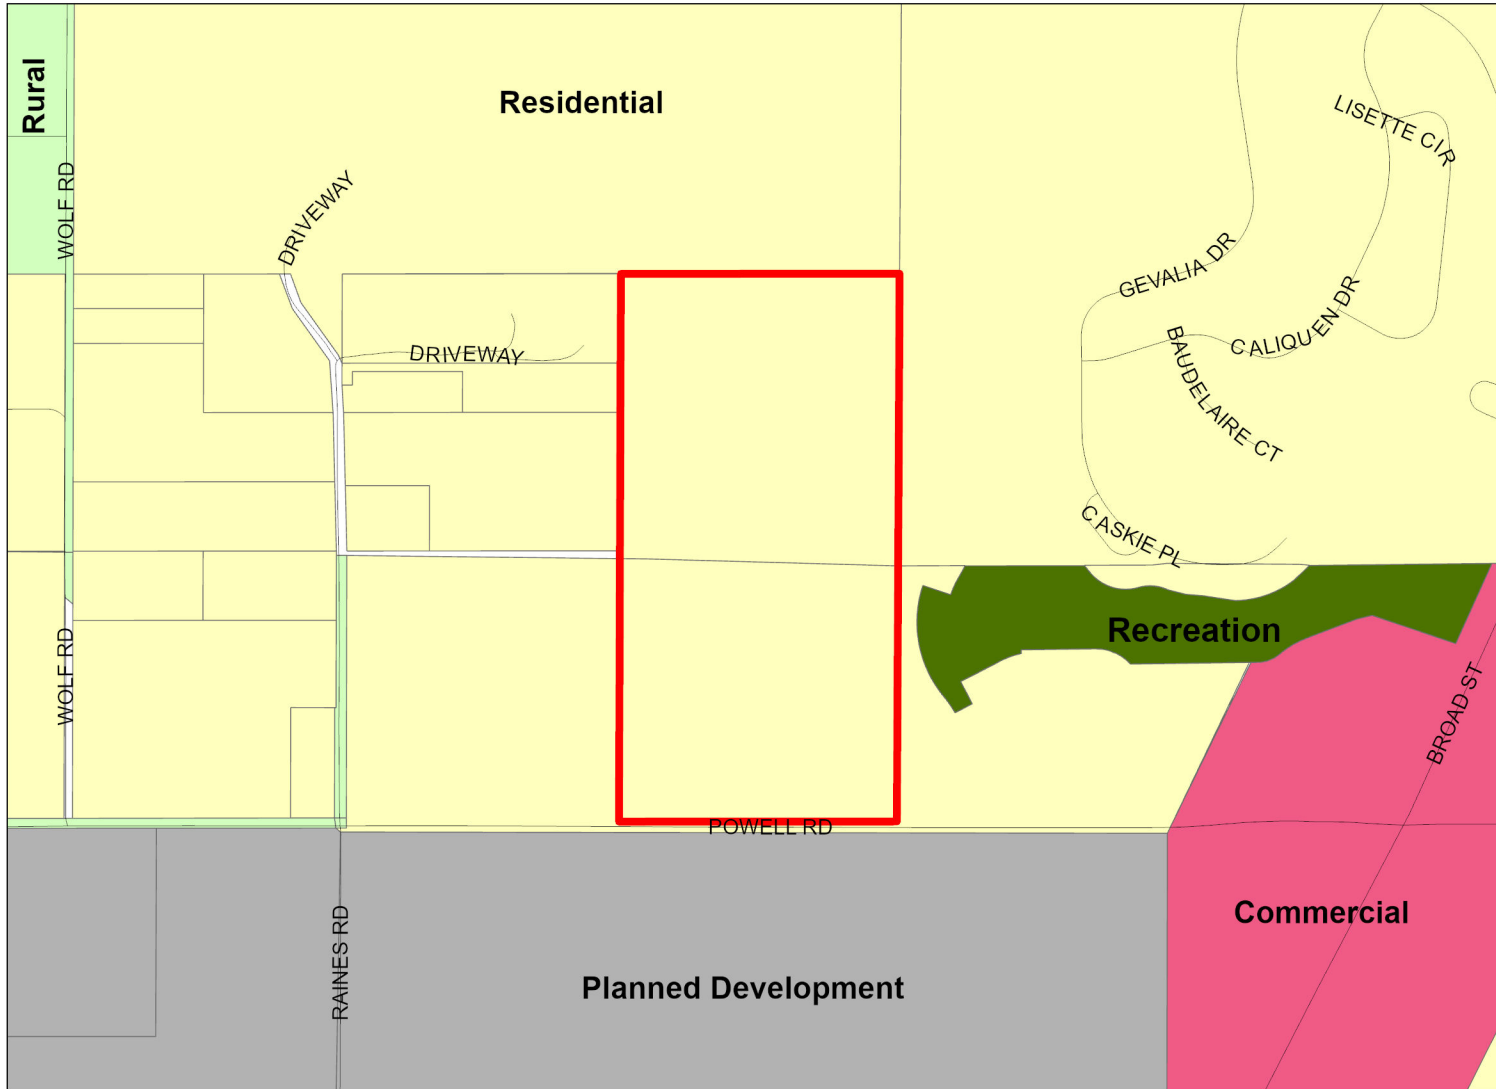 Rural
Residential
LISETTE CIR
WOLF RD
DRIVEWAY
GEVALIA DR
DRIVEWAY
BAUDELAIRE CT
CALIQUEN DR
CASKIE PL
Recreation
WOLF RD
BROAD ST
POWELL RD
Commercial
RAINES RD
Planned Development